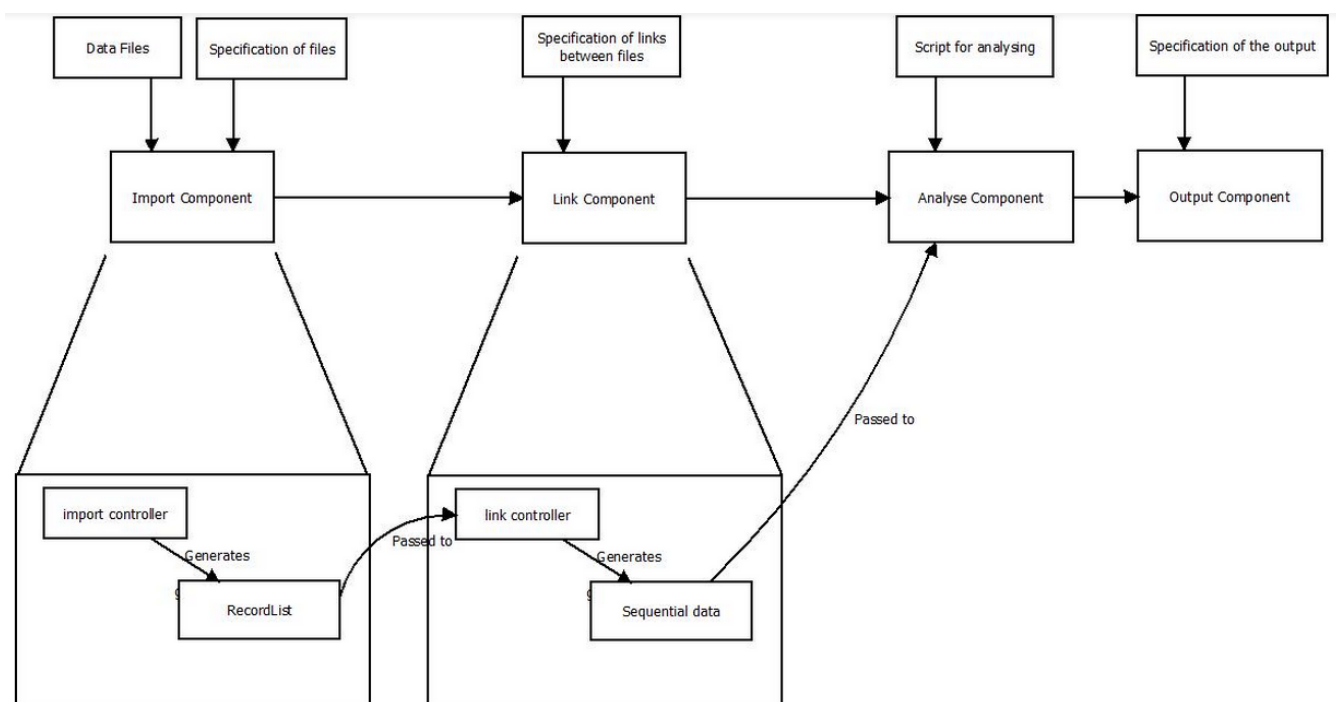 Data Files
Specification of files
Specification of links
between files
Script for analysing
Specification of the output
Import Component
Link Component
Analyse Component
Output Component
Passed to
import controller
link controller
Generates
Passed to
Generates
RecordList
Sequential data